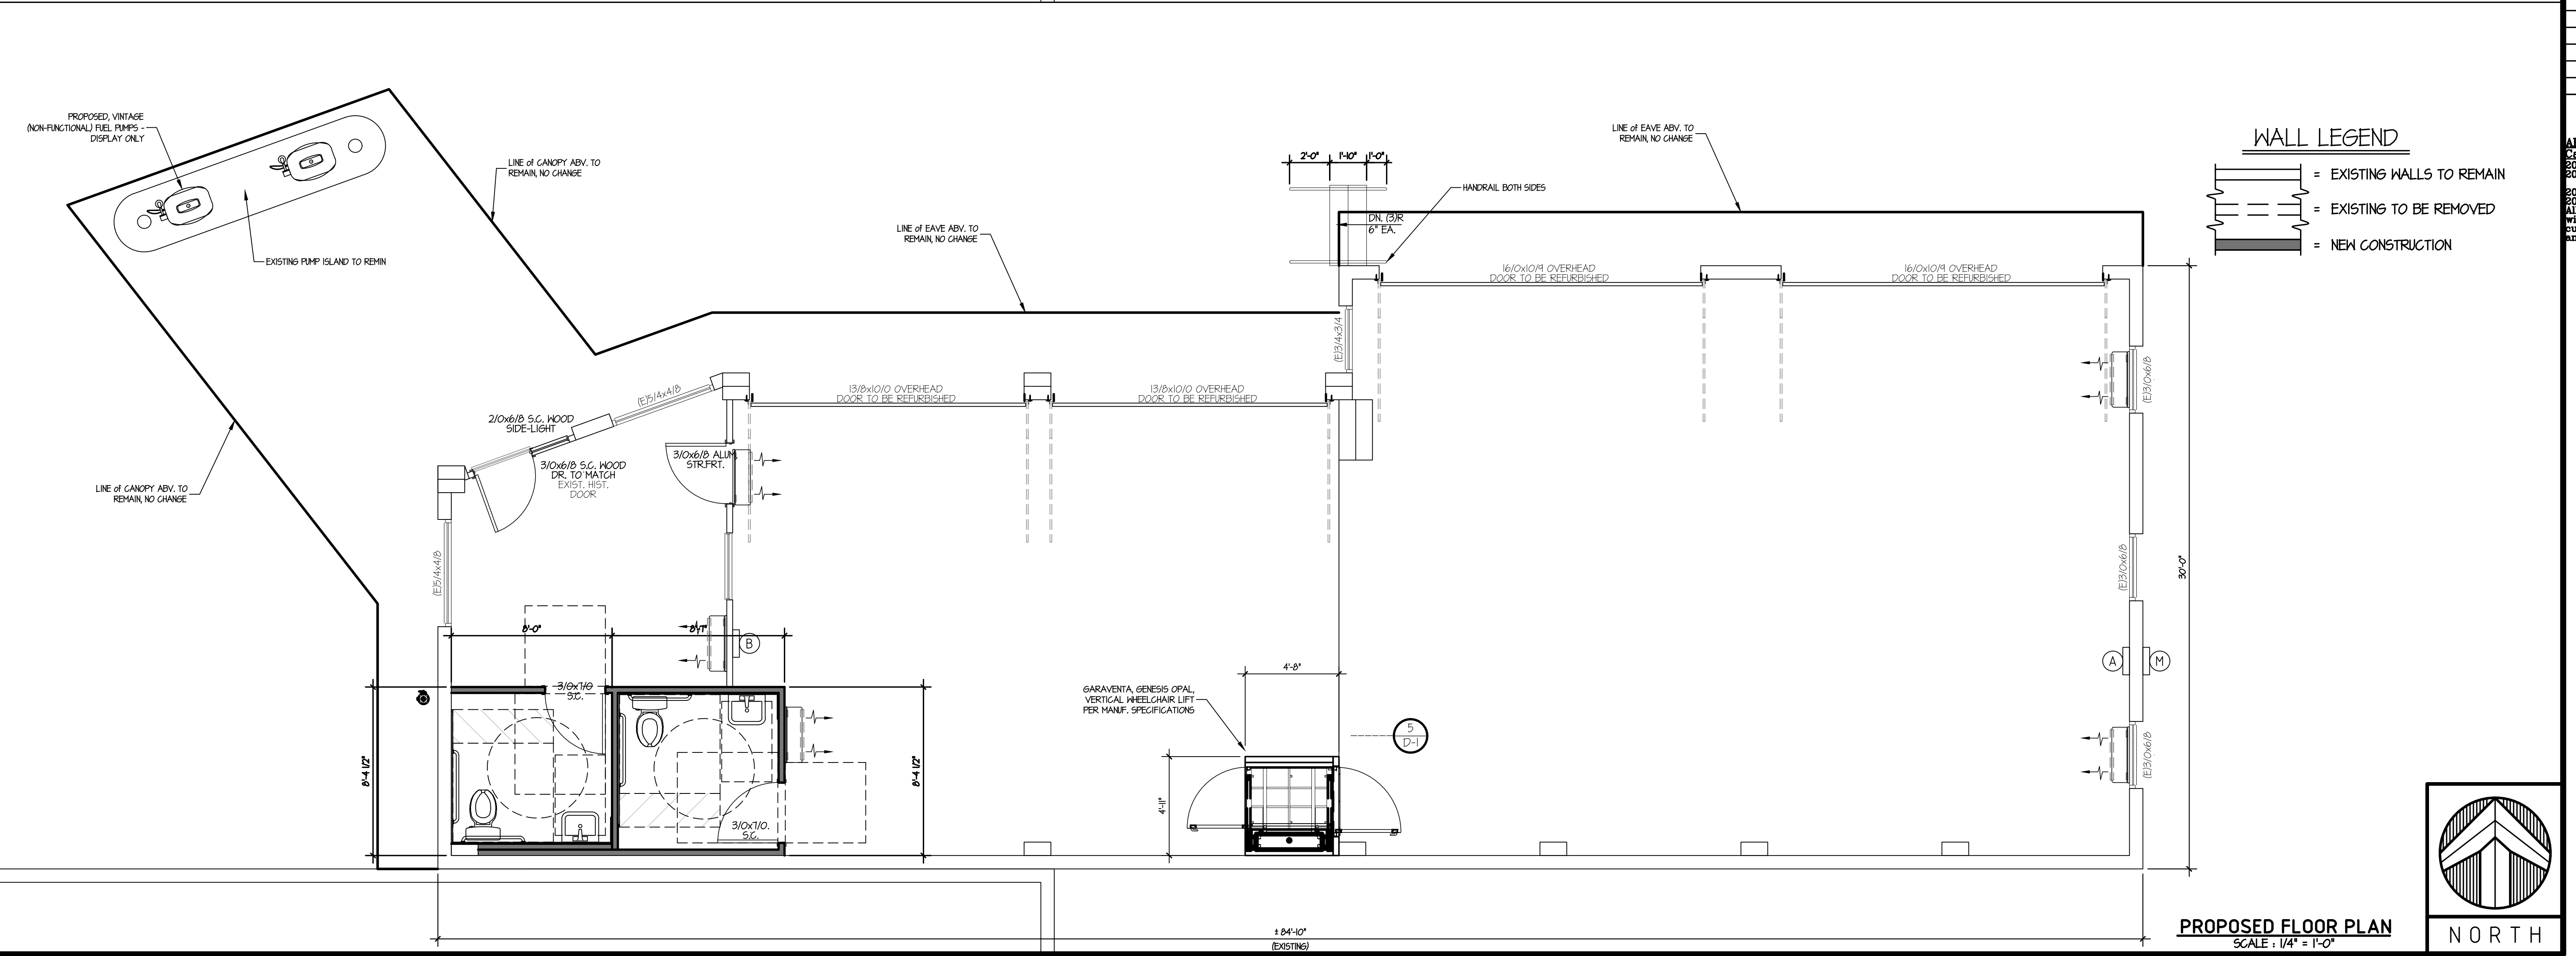 PROPOSED, VINTAGE
(NON-FUNCTIONAL) FUEL PUMPS -
DISPLAY ONLY
EXISTING PUMP ISLAND TO REMIN
LINE of CANOPY ABV. TO
REMAIN, NO CHANGE
LINE of EAVE ABV. TO
REMAIN, NO CHANGE
2'-0"
1'-10"
1'-0"
HANDRAIL BOTH SIDES
DN. (3)R
6" EA.
LINE of EAVE ABV. TO
REMAIN, NO CHANGE
WALL LEGEND
= EXISTING WALLS TO REMAIN
= EXISTING TO BE REMOVED
= NEW CONSTRUCTION
16/0x10/9 OVERHEAD
DOOR TO BE REFURBISHED
16/0x10/9 OVERHEAD
DOOR TO BE REFURBISHED
(E)3/4x3/4
13/8x10/0 OVERHEAD
DOOR TO BE REFURBISHED
13/8x10/0 OVERHEAD
DOOR TO BE REFURBISHED
(E)5/4x4/8
2/0x6/8 S.C. WOOD
SIDE-LIGHT
3/0x6/8 S.C. WOOD
DR. TO MATCH
EXIST. HIST.
DOOR
3/0x6/8 ALUM.
STR.FRT.
LINE of CANOPY ABV. TO
REMAIN, NO CHANGE
(E)5/4x4/8
(E)3/0x6/8
(E)3/0x6/8
(E)3/0x6/8
30'-0"
8'-0"
8'-7"
B
A
M
3/0x7/0
S.C.
3/0x7/0.
S.C.
8'-4 1/2"
8'-4 1/2"
4'-8"
4'-11"
GARAVENTA, GENESIS OPAL,
VERTICAL WHEELCHAIR LIFT
PER MANUF. SPECIFICATIONS
5
D-1
± 84'-10"
(EXISTING)
PROPOSED FLOOR PLAN
SCALE : 1/4" = 1'-0"
NORTH